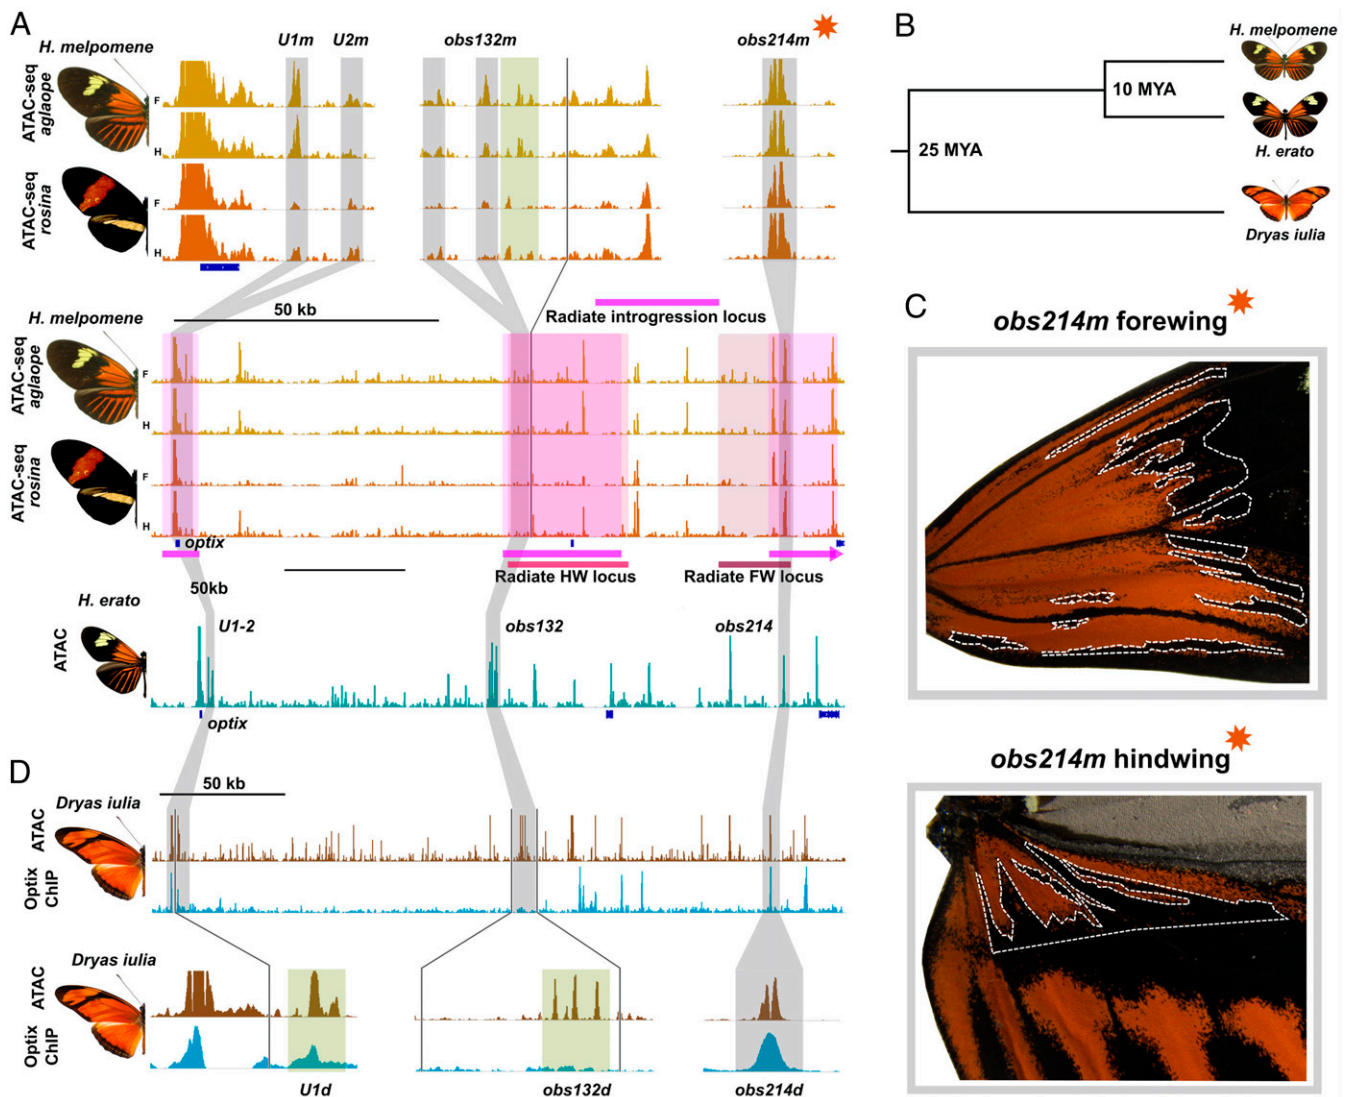 A
H. melpomene
U1m
U2m
obs132m
obs214m
ATAC-seq
aglaope
F
H
ATAC-seq
rosina
F
H
50 kb
Radiate introgression locus
H. melpomene
ATAC-seq
aglaope
F
H
ATAC-seq
rosina
F
H
optix
Radiate HW locus
Radiate FW locus
50kb
H. erato
U1-2
obs132
obs214
ATAC
optix
B
H. melpomene
10 MYA
25 MYA
H. erato
Dryas iulia
C
obs214m forewing
obs214m hindwing
D
50 kb
Dryas iulia
ATAC
Optix
ChIP
Dryas iulia
ATAC
Optix
ChIP
U1d
obs132d
obs214d